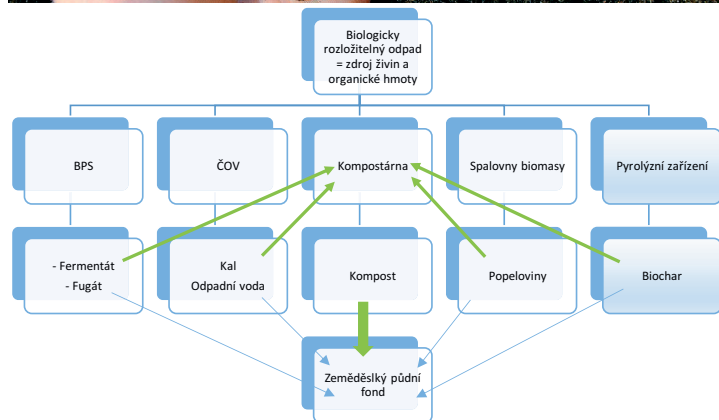 Biologicky
rozložitelný odpad
= zdroj živin a
organické hmoty
BPS
ČOV
Kompostárna
Spalovny biomasy
Pyrolýzní zařízení
- Fermentát
- Fugát
Kal
Odpadní voda
Kompost
Popeloviny
Biochar
Zeměděslký půdní
fond